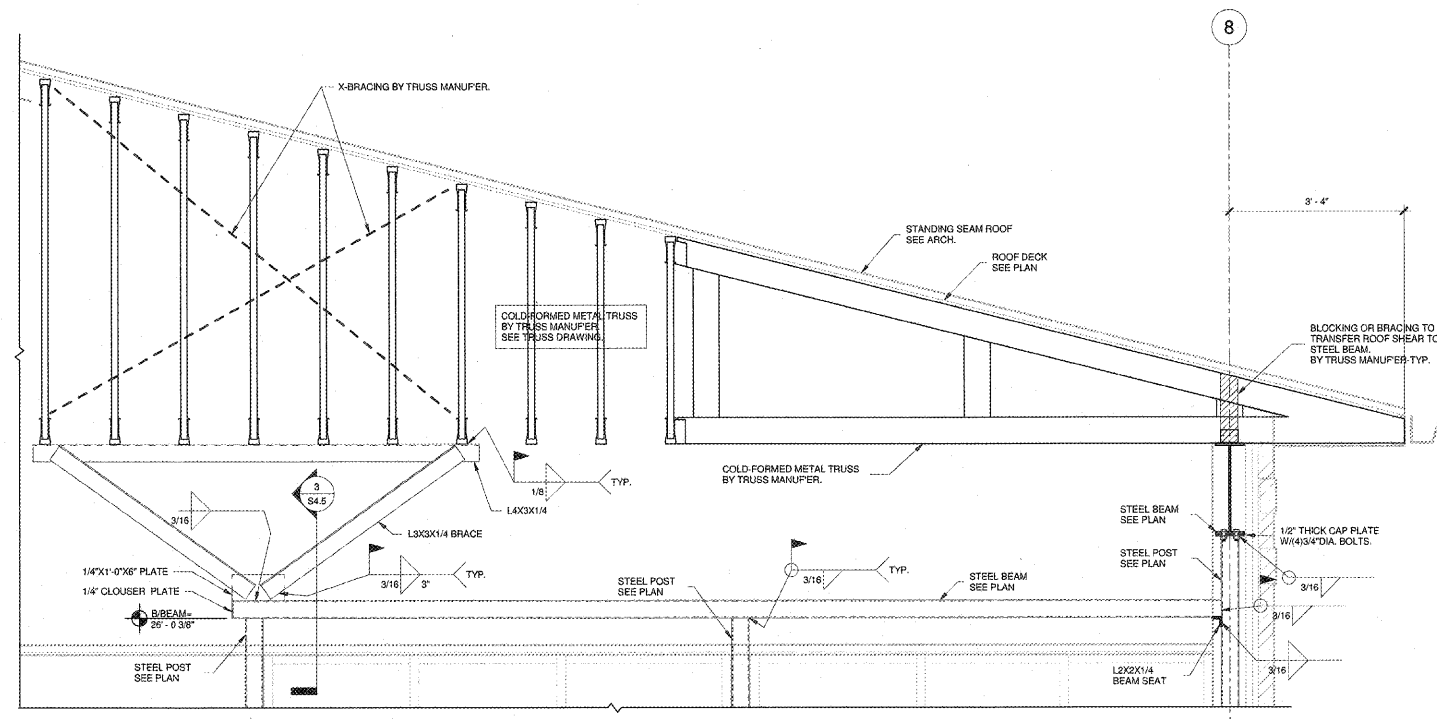 8
X-BRACING BY TRUSS MANUF'ER.
3' - 4"
STANDING SEAM ROOF
SEE ARCH.
ROOF DECK
SEE PLAN
COLD-FORMED METAL TRUSS
BY TRUSS MANUF'ER.
SEE TRUSS DRAWING.
BLOCKING OR BRACING TO
TRANSFER ROOF SHEAR TO
STEEL BEAM.
BY TRUSS MANUF'ER-TYP.
COLD-FORMED METAL TRUSS
BY TRUSS MANUF'ER.
1/8
TYP.
3
S4.5
L4X3X1/4
3/16
L3X3X1/4 BRACE
STEEL BEAM
SEE PLAN
1/2" THICK CAP PLATE
W/(4)3/4"DIA. BOLTS.
STEEL POST
SEE PLAN
1/4"X1'-0"X6" PLATE
1/4" CLOUSER PLATE
3/16
3"
TYP.
STEEL POST
SEE PLAN
3/16
TYP.
STEEL BEAM
SEE PLAN
3/16
B/BEAM=
26' - 0 3/8"
3/16
STEEL POST
SEE PLAN
L2X2X1/4
BEAM SEAT
3/16